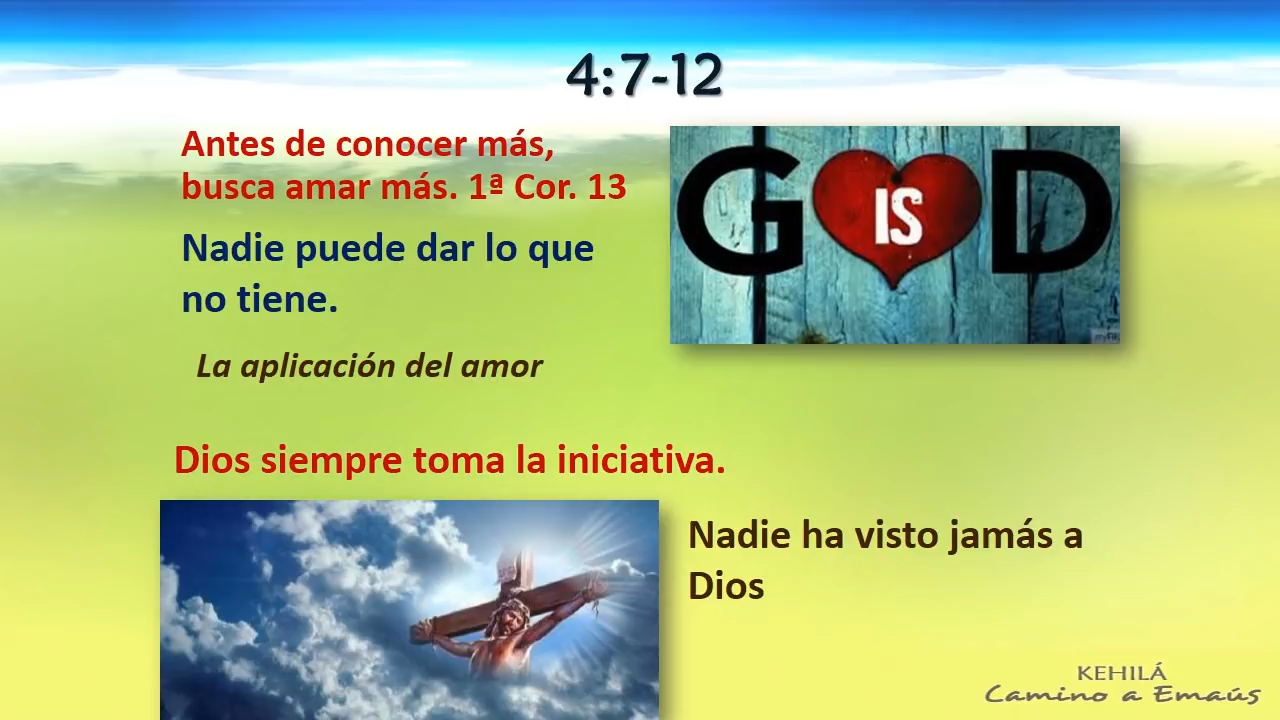 4:7-12
Antes de conocer más,
busca amar más. 1ª Cor. 13
Nadie puede dar lo que
no tiene.
La aplicación del amor
G IS D
Dios siempre toma la iniciativa.
Nadie ha visto jamás a
Dios
KEHILÁ
Camino a Emaús